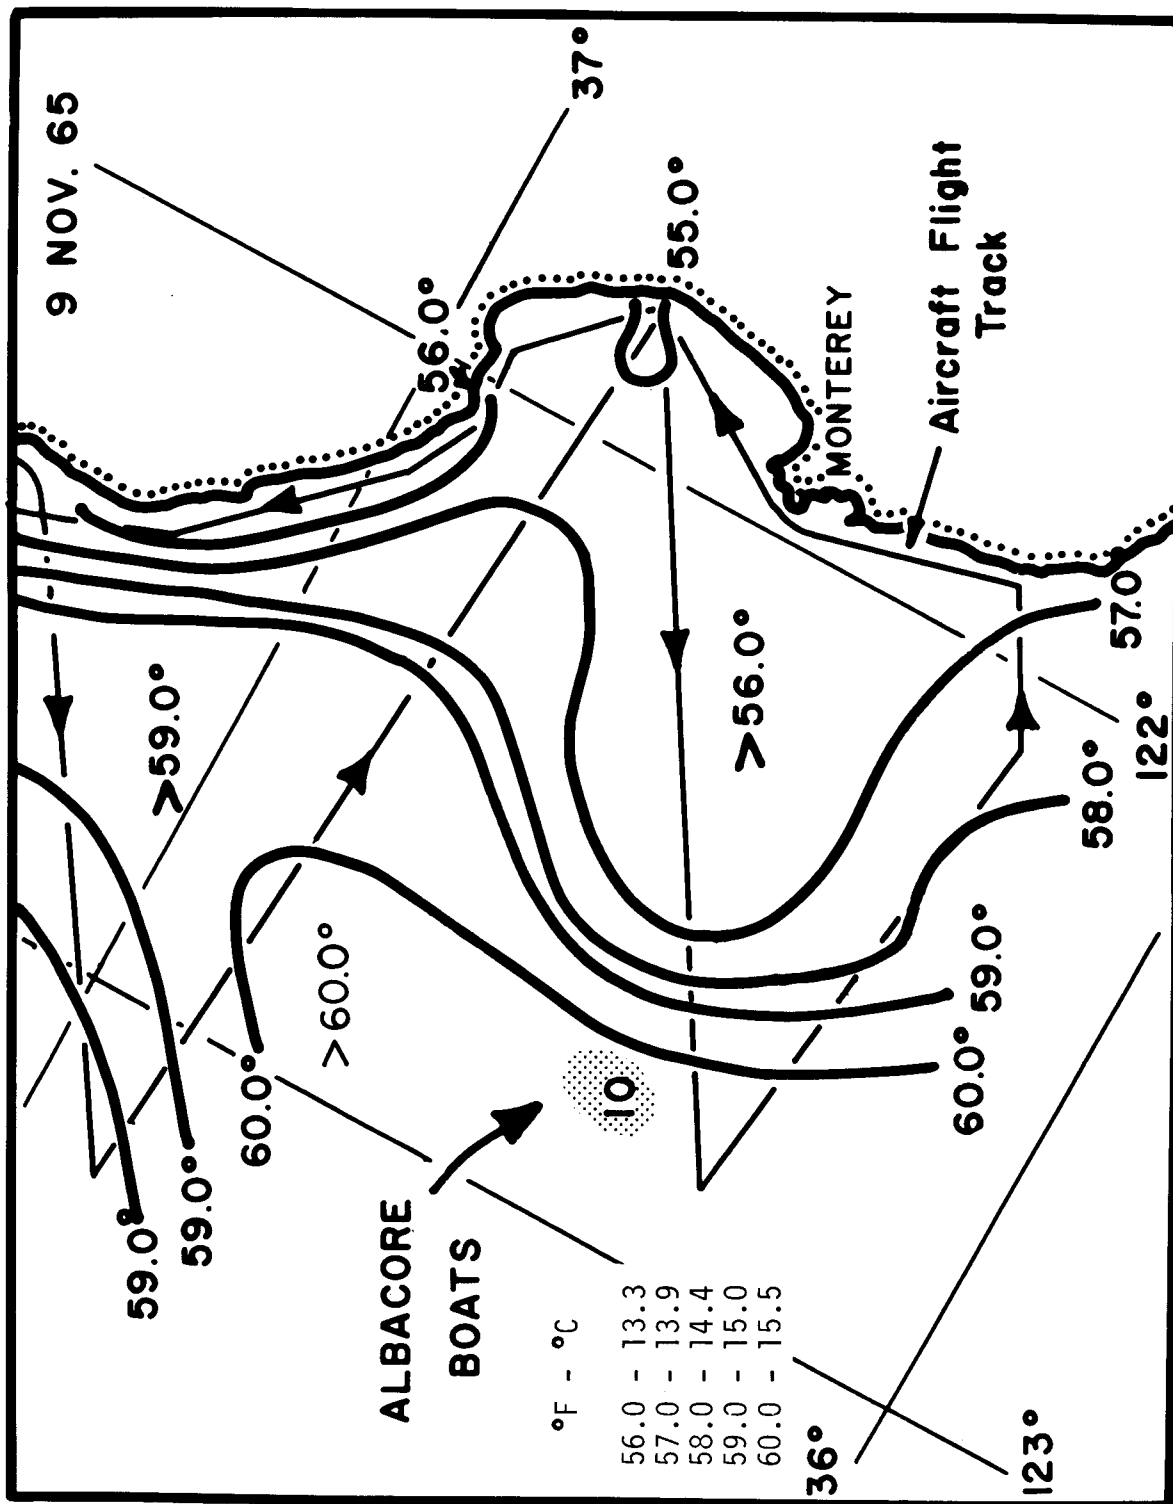 9 NOV. 65
37°
56.0°
55.0°
MONTEREY
Aircraft Flight
Track
>59.0°
>56.0°
57.0
122°
58.0°
>60.0°
59.0°
60.0°
60.0°
59.0°
59.0°
10
ALBACORE
BOATS
°F - °C
56.0 - 13.3
57.0 - 13.9
58.0 - 14.4
59.0 - 15.0
60.0 - 15.5
36°
123°